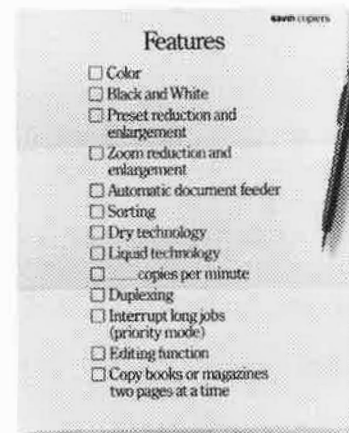 savin copiers
Features
Color
Black and White
Preset reduction and
enlargement
Zoom reduction and
enlargement
Automatic document feeder
Sorting
Dry technology
Liquid technology
......copies per minute
Duplexing
Interrupt long jobs
(priority mode)
Editing function
Copy books or magazines
two pages at a time